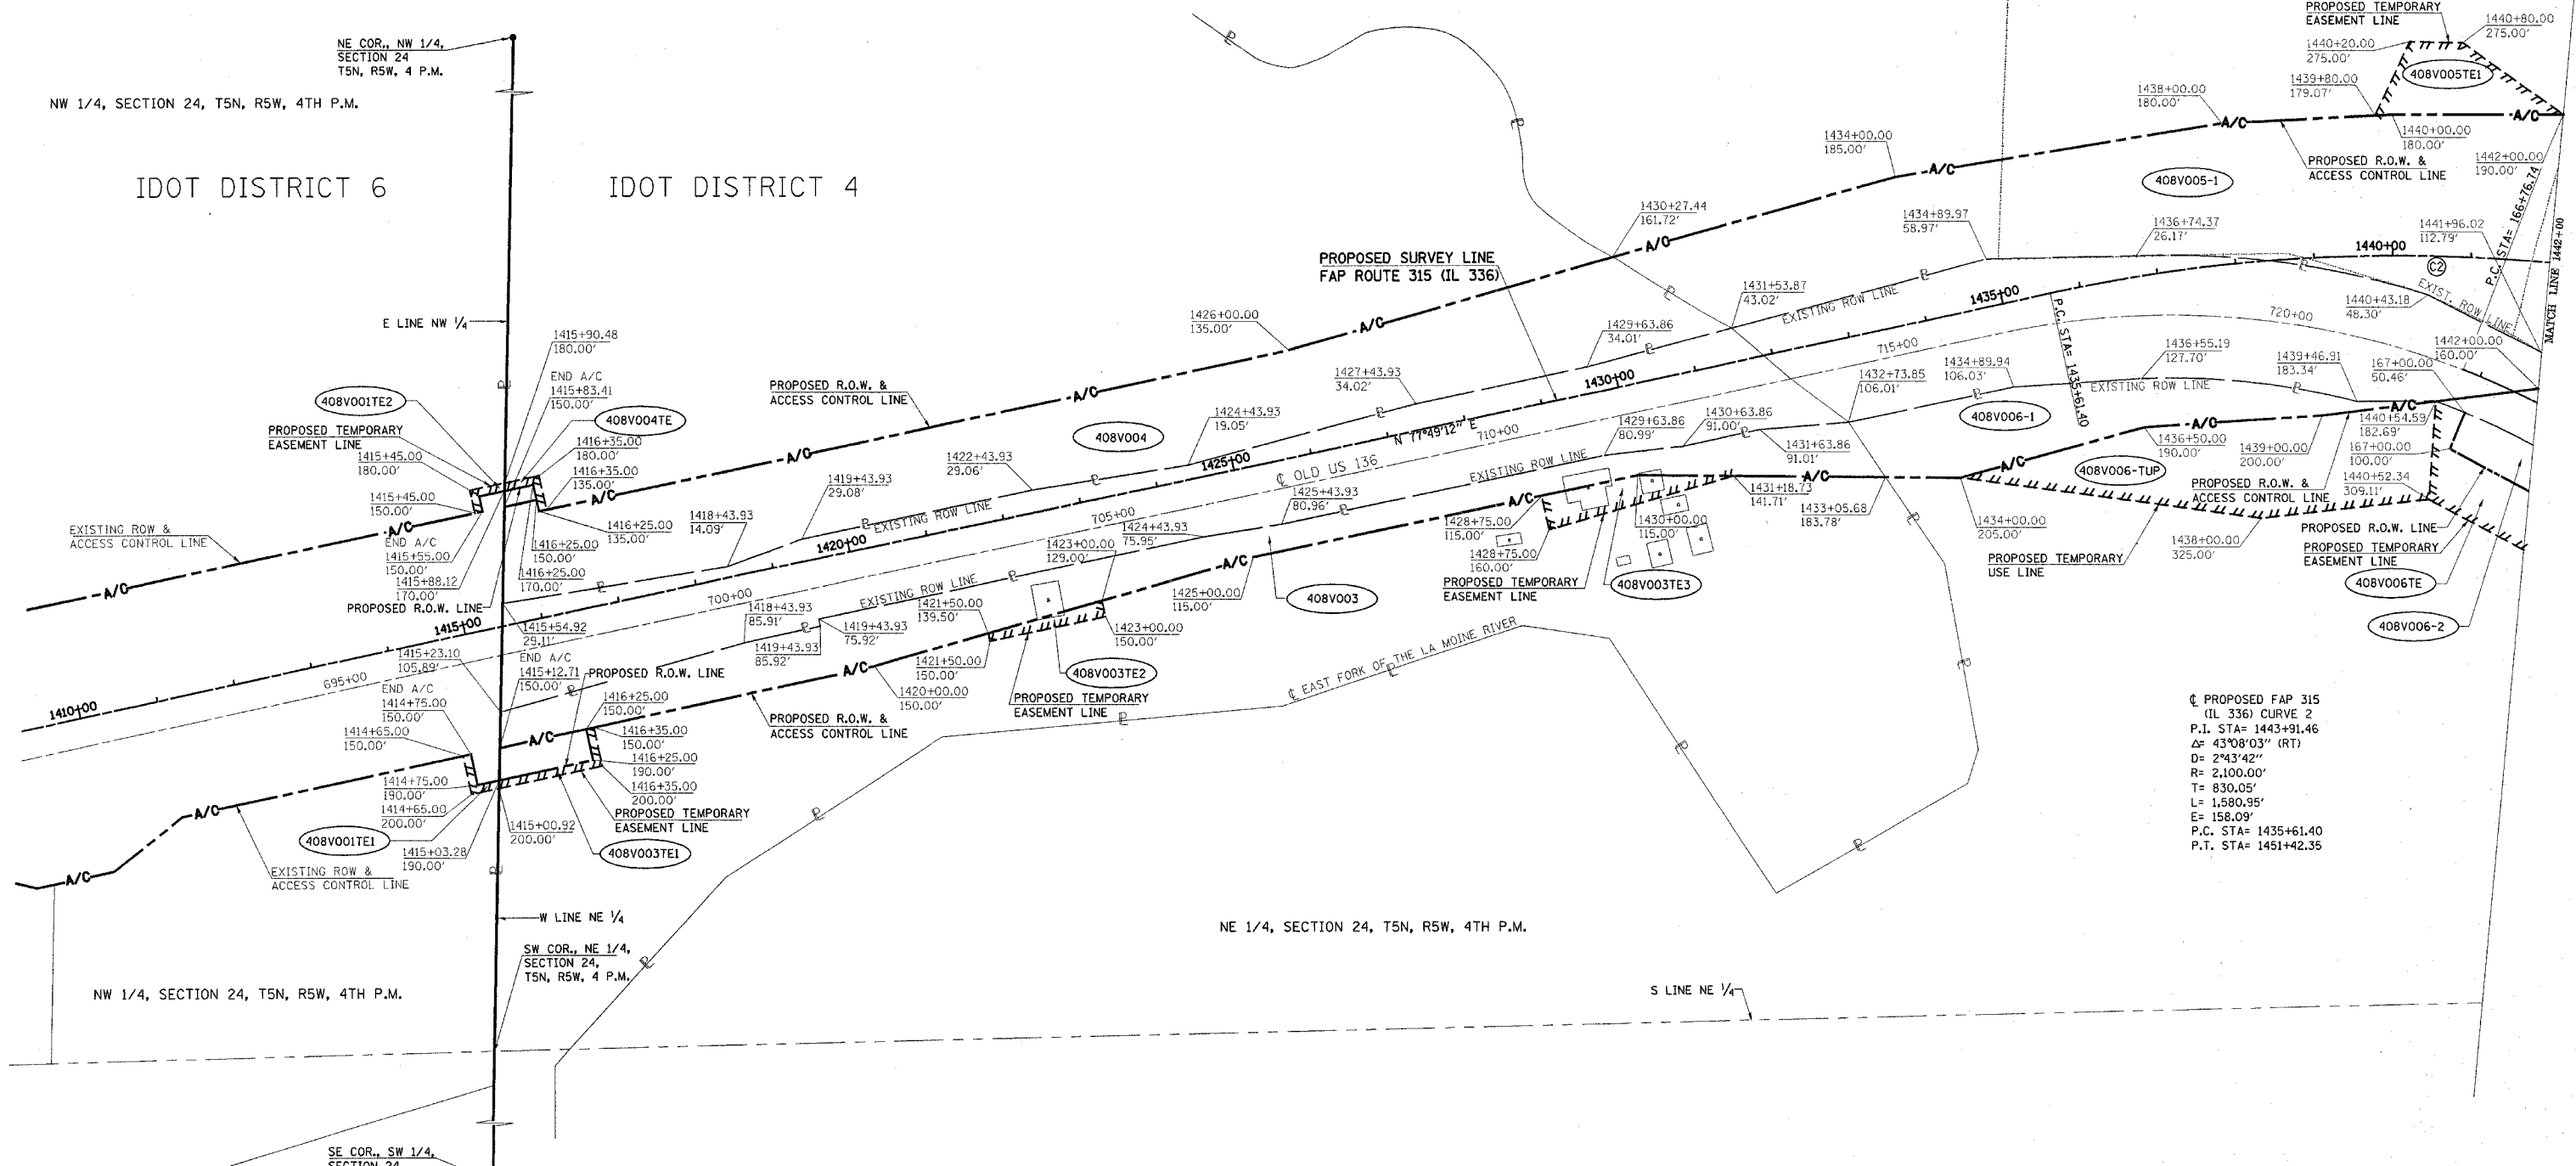 NE COR., NW 1/4,
SECTION 24
T5N, R5W, 4 P.M.
NW 1/4, SECTION 24, T5N, R5W, 4TH P.M.
IDOT DISTRICT 6
IDOT DISTRICT 4
E LINE NW 1/4
1415+90.48
180.00'
END A/C
1415+83.41
150.00'
408V001TE2
408V004TE
PROPOSED TEMPORARY
EASEMENT LINE
1415+45.00
180.00'
1416+35.00
180.00'
1416+35.00
135.00'
1415+45.00
150.00'
EXISTING ROW &
ACCESS CONTROL LINE
A/C
END A/C
1415+55.00
150.00'
1415+88.12
170.00'
PROPOSED R.O.W. LINE
1416+25.00
135.00'
1416+25.00
150.00'
1416+25.00
170.00'
A/C
A/C
PROPOSED R.O.W. &
ACCESS CONTROL LINE
A/C
A/C
A/C
1426+00.00
135.00'
A/C
PROPOSED SURVEY LINE
FAP ROUTE 315 (IL 336)
1430+27.44
161.72'
A/C
1434+00.00
185.00'
A/C
1438+00.00
180.00'
A/C
PROPOSED TEMPORARY
EASEMENT LINE
1440+80.00
275.00'
1440+20.00
275.00'
408V005TE1
1439+80.00
179.07'
A/C
1440+00.00
180.00'
PROPOSED R.O.W. &
ACCESS CONTROL LINE
1442+00.00
190.00'
408V005-1
P.C. STA= 166+76.74
MATCH LINE 1442+00
1434+89.97
58.97'
1436+74.37
26.17'
1441+96.02
112.79'
1440+00
C2
EXIST. ROW LINE
1440+43.18
48.30'
1431+53.87
43.02'
EXISTING ROW LINE
1435+00
P.C. STA= 1435+61.40
720+00
1442+00.00
160.00'
1429+63.86
34.01'
1427+43.93
34.02'
1430+00
715+00
1434+89.94
106.03'
1436+55.19
127.70'
1439+46.91
183.34'
167+00.00
50.46'
EXISTING ROW LINE
1432+73.85
106.01'
408V004
1424+43.93
19.05'
N 77°49'12" E
710+00
1429+63.86
80.99'
1430+63.86
91.00'
1431+63.86
91.01'
408V006-1
A/C
A/C
1440+54.59
182.69'
1436+50.00
190.00'
1439+00.00
200.00'
167+00.00
100.00'
1422+43.93
29.06'
1425+00
℄ OLD US 136
EXISTING ROW LINE
1425+43.93
80.96'
A/C
A/C
A/C
408V006-TUP
PROPOSED R.O.W. &
ACCESS CONTROL LINE
1440+52.34
309.11'
1419+43.93
29.08'
EXISTING ROW LINE
1418+43.93
14.09'
705+00
1424+43.93
75.95'
1431+18.73
141.71'
1433+05.68
183.78'
1434+00.00
205.00'
1438+00.00
325.00'
PROPOSED R.O.W. LINE
PROPOSED TEMPORARY
EASEMENT LINE
1420+00
1423+00.00
129.00'
1428+75.00
115.00'
1430+00.00
115.00'
1428+75.00
160.00'
PROPOSED TEMPORARY
EASEMENT LINE
408V003TE3
PROPOSED TEMPORARY
USE LINE
408V006TE
408V006-2
A/C
1425+00.00
115.00'
408V003
EXISTING ROW LINE
700+00
1415+00
1415+54.92
29.11'
1418+43.93
85.91'
1419+43.93
75.92'
1421+50.00
139.50'
1423+00.00
150.00'
1419+43.93
85.92'
A/C
1421+50.00
150.00'
1420+00.00
150.00'
408V003TE2
PROPOSED TEMPORARY
EASEMENT LINE
℄ EAST FORK OF THE LA MOINE RIVER
1415+23.10
105.89'
END A/C
1415+12.71
150.00'
PROPOSED R.O.W. LINE
695+00
1410+00
END A/C
1414+75.00
150.00'
1414+65.00
150.00'
1416+25.00
150.00'
1416+35.00
150.00'
1416+25.00
190.00'
1416+35.00
200.00'
A/C
PROPOSED R.O.W. &
ACCESS CONTROL LINE
1414+75.00
190.00'
1414+65.00
200.00'
PROPOSED TEMPORARY
EASEMENT LINE
A/C
408V001TE1
1415+03.28
190.00'
1415+00.92
200.00'
408V003TE1
A/C
EXISTING ROW &
ACCESS CONTROL LINE
℄ PROPOSED FAP 315
(IL 336) CURVE 2
P.I. STA= 1443+91.46
Δ= 43°08'03" (RT)
D= 2°43'42"
R= 2,100.00'
T= 830.05'
L= 1,580.95'
E= 158.09'
P.C. STA= 1435+61.40
P.T. STA= 1451+42.35
W LINE NE 1/4
SW COR., NE 1/4,
SECTION 24,
T5N, R5W, 4 P.M.
NE 1/4, SECTION 24, T5N, R5W, 4TH P.M.
NW 1/4, SECTION 24, T5N, R5W, 4TH P.M.
S LINE NE 1/4
SE COR., SW 1/4,
SECTION 24